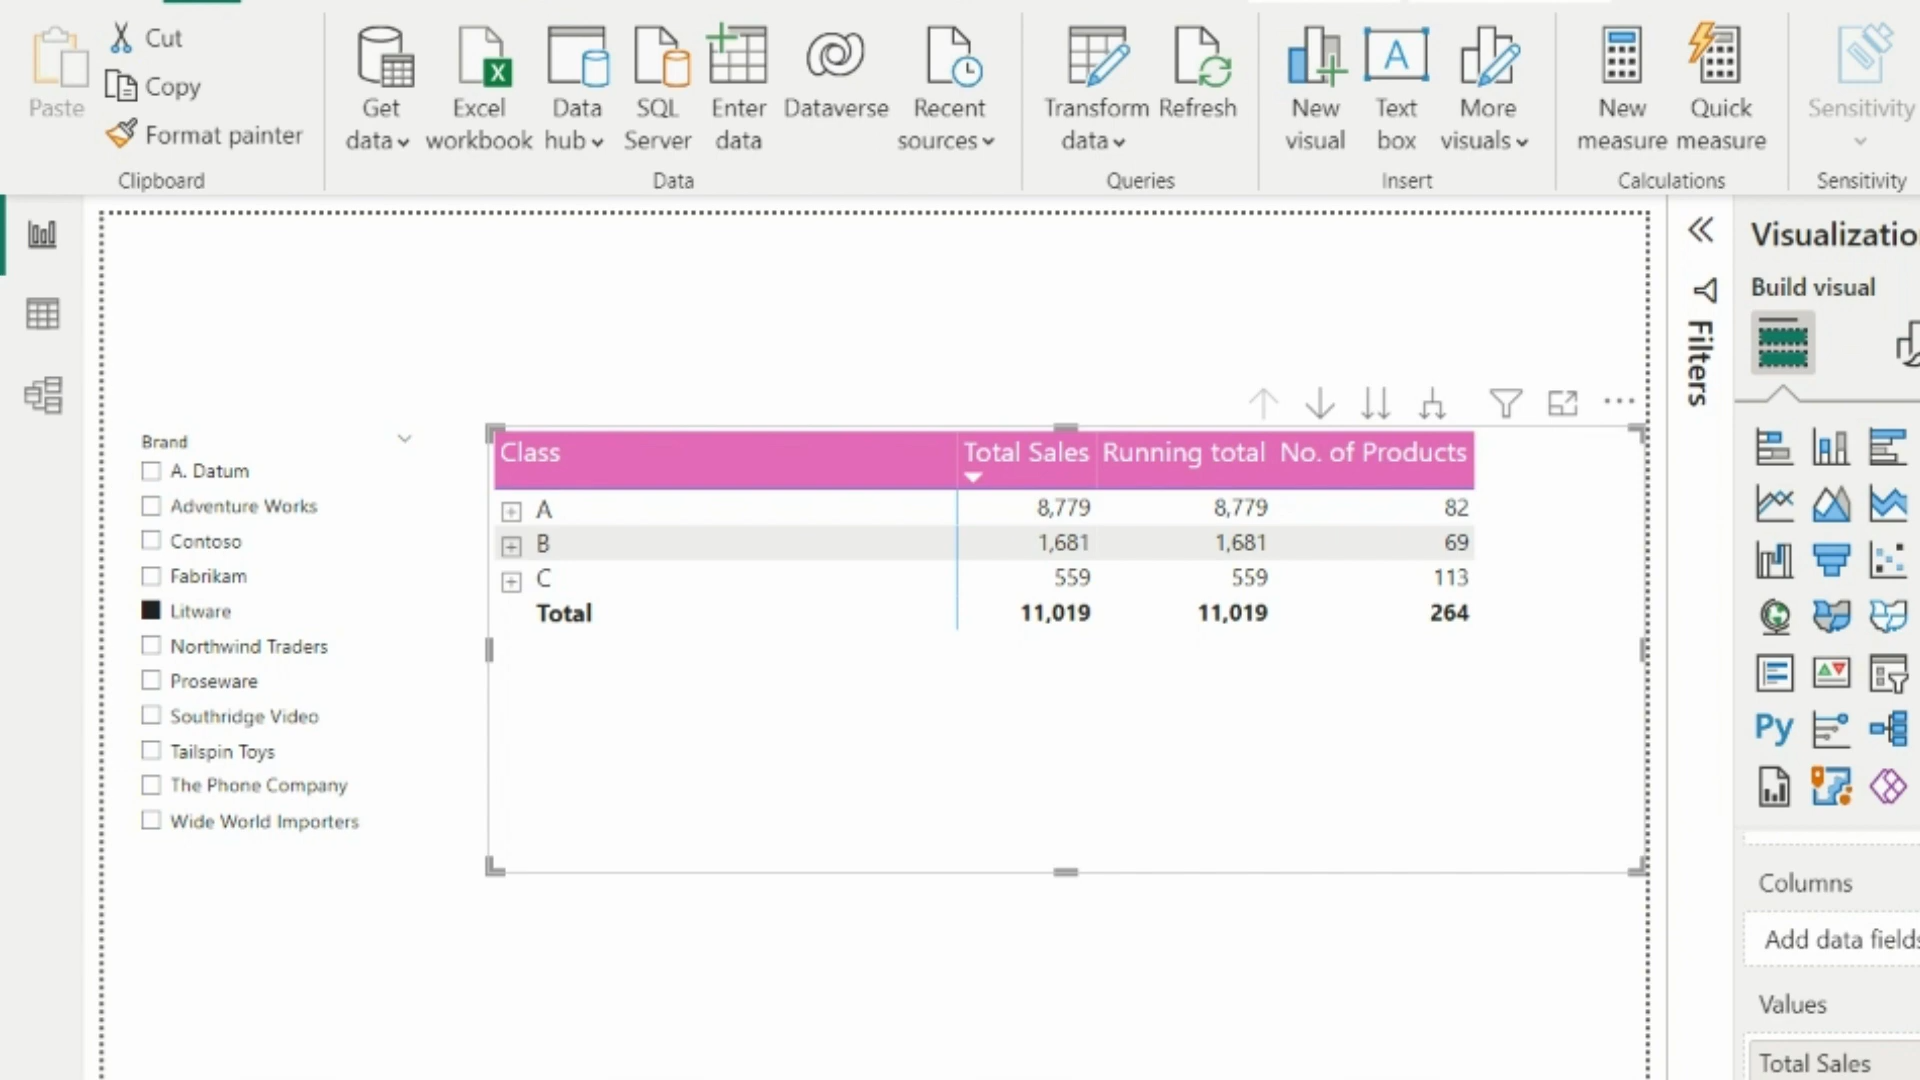 Paste
Cut
Copy
Format painter
Clipboard
Get data
Excel workbook
Data hub
SQL Server
Enter data
Dataverse
Recent sources
Data
Transform data
Refresh
Queries
New visual
A
Text box
More visuals
Insert
New measure
Quick measure
Calculations
Sensitivity
Sensitivity
Brand
A. Datum
Adventure Works
Contoso
Fabrikam
Litware
Northwind Traders
Proseware
Southridge Video
Tailspin Toys
The Phone Company
Wide World Importers
Class Total Sales Running total No. of Products
A 8,779 8,779 82
B 1,681 1,681 69
C 559 559 113
Total 11,019 11,019 264
Filters
Visualizatio
Build visual
Py
Columns
Add data fields
Values
Total Sales